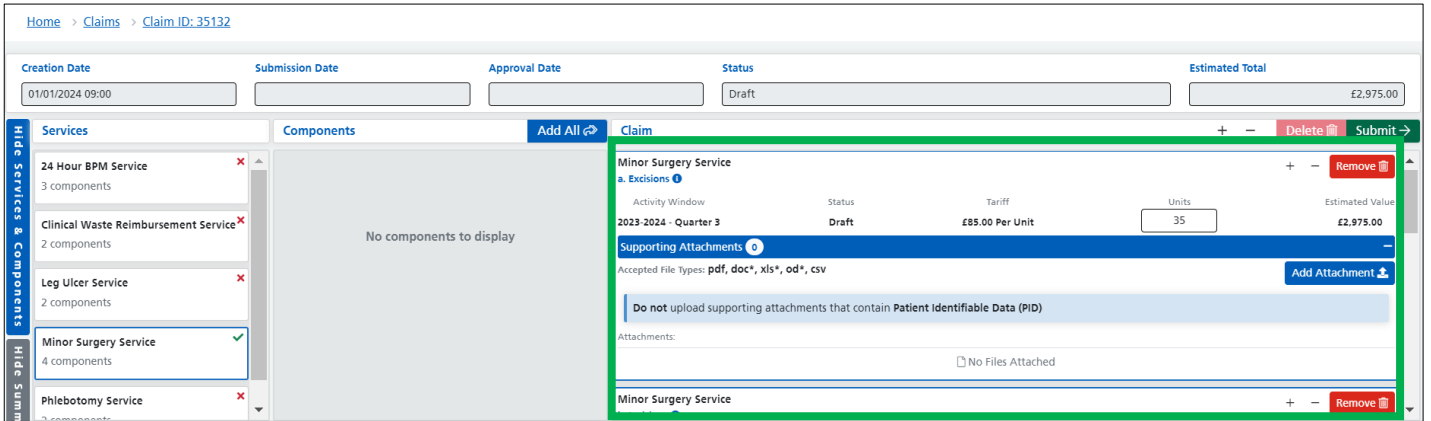 Home > Claims > Claim ID: 35132
Creation Date Submission Date Approval Date Status Estimated Total
01/01/2024 09:00 Draft £2,975.00
Hide Services & Components
Hide Summ
Services
24 Hour BPM Service
3 components
Clinical Waste Reimbursement Service
2 components
Leg Ulcer Service
2 components
Minor Surgery Service
4 components
Phlebotomy Service
Components Add All
No components to display
Claim + − Delete Submit
Minor Surgery Service + − Remove
a. Excisions
Activity Window Status Tariff Units Estimated Value
2023-2024 - Quarter 3 Draft £85.00 Per Unit 35 £2,975.00
Supporting Attachments 0 −
Accepted File Types: pdf, doc*, xls*, od*, csv Add Attachment
Do not upload supporting attachments that contain Patient Identifiable Data (PID)
Attachments:
No Files Attached
Minor Surgery Service + − Remove